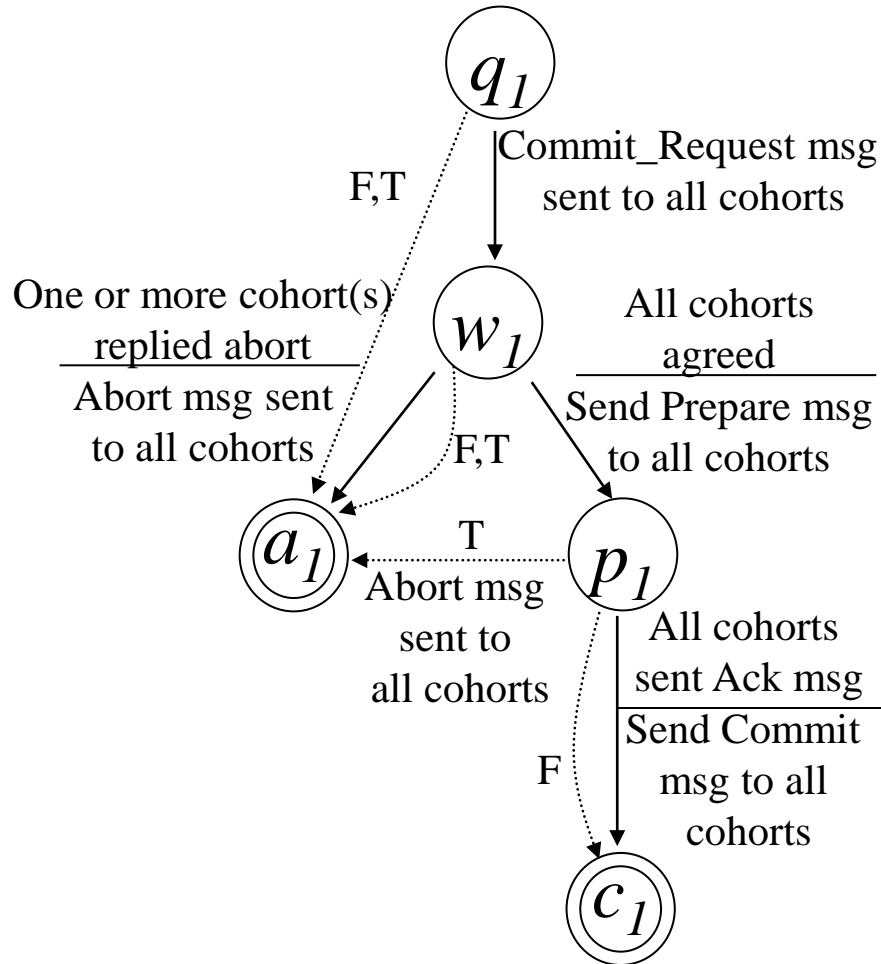 q1
Commit_Request msg
sent to all cohorts
F,T
One or more cohort(s)
replied abort
Abort msg sent
to all cohorts
w1
All cohorts
agreed
Send Prepare msg
to all cohorts
F,T
a1
T
Abort msg
sent to
all cohorts
p1
All cohorts
sent Ack msg
Send Commit
msg to all
cohorts
F
c1